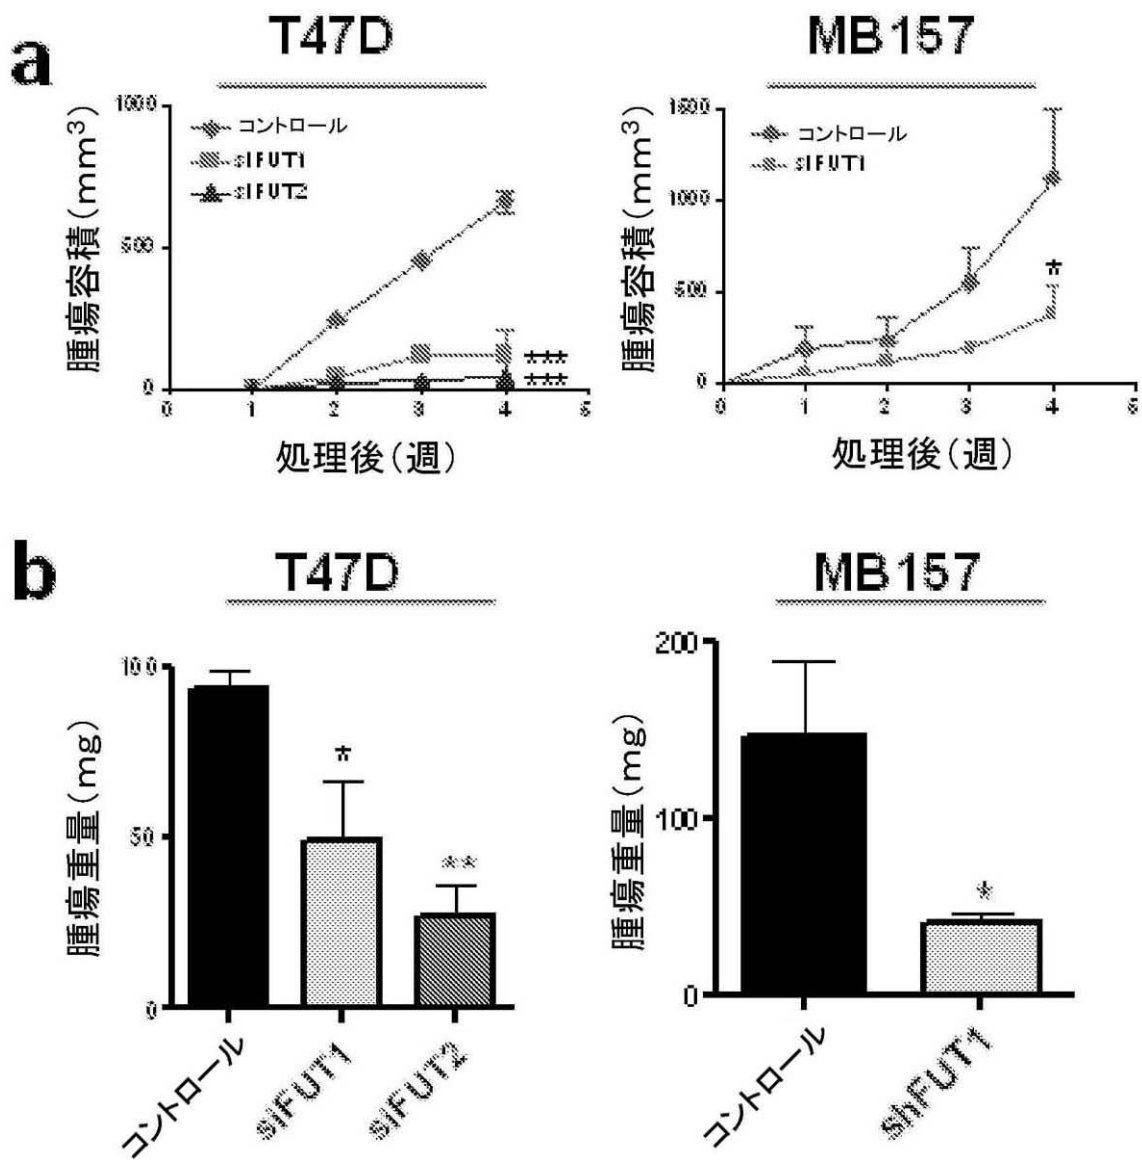 a
T47D
腫瘍容積(mm³)
1000
500
0
コントロール
siFUT1
siFUT2
***
***
0 1 2 3 4 5
処理後(週)
MB157
腫瘍容積(mm³)
1500
1000
500
0
コントロール
siFUT1
*
0 1 2 3 4 5
処理後(週)
b
T47D
腫瘍重量(mg)
100
50
0
*
**
コントロール
siFUT1
siFUT2
MB157
腫瘍重量(mg)
200
100
0
*
コントロール
shFUT1